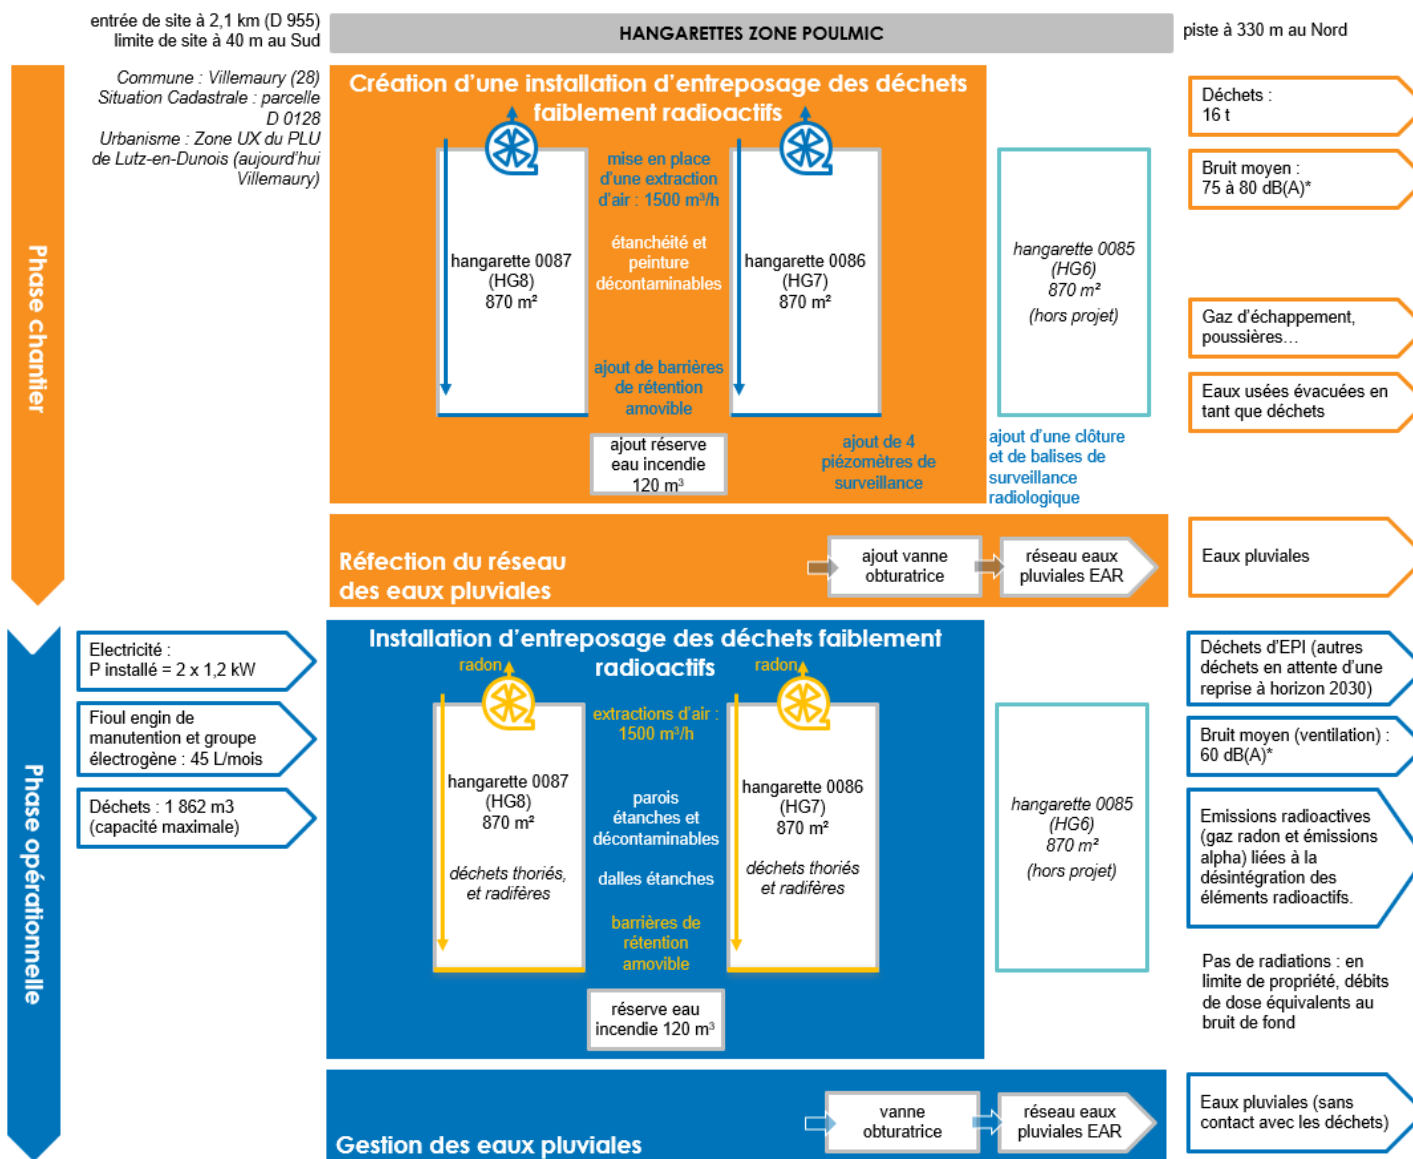 entrée de site à 2,1 km (D 955)
limite de site à 40 m au Sud
HANGARETTES ZONE POULMIC
piste à 330 m au Nord
Phase chantier
Commune : Villemaury (28)
Situation Cadastrale : parcelle
D 0128
Urbanisme : Zone UX du PLU
de Lutz-en-Dunois (aujourd'hui
Villemaury)
Création d'une installation d'entreposage des déchets
faiblement radioactifs
mise en place
d'une extraction
d'air : 1500 m³/h
étanchéité et
peinture
décontaminables
hangarette 0087
(HG8)
870 m²
hangarette 0086
(HG7)
870 m²
hangarette 0085
(HG6)
870 m²
(hors projet)
ajout de barrières
de rétention
amovible
ajout réserve
eau incendie
120 m³
ajout de 4
piézomètres de
surveillance
ajout d'une clôture
et de balises de
surveillance
radiologique
Déchets :
16 t
Bruit moyen :
75 à 80 dB(A)*
Gaz d'échappement,
poussières…
Eaux usées évacuées en
tant que déchets
Réfection du réseau
des eaux pluviales
ajout vanne
obturatrice
réseau eaux
pluviales EAR
Eaux pluviales
Phase opérationnelle
Electricité :
P installé = 2 x 1,2 kW
Fioul engin de
manutention et groupe
électrogène : 45 L/mois
Déchets : 1 862 m3
(capacité maximale)
Installation d'entreposage des déchets faiblement
radioactifs
radon
radon
extractions d'air :
1500 m³/h
hangarette 0087
(HG8)
870 m²
déchets thoriés,
et radifères
parois
étanches et
décontaminables
dalles étanches
barrières de
rétention
amovible
hangarette 0086
(HG7)
870 m²
déchets thoriés
et radifères
hangarette 0085
(HG6)
870 m²
(hors projet)
réserve eau
incendie 120 m³
Déchets d'EPI (autres
déchets en attente d'une
reprise à horizon 2030)
Bruit moyen (ventilation) :
60 dB(A)*
Emissions radioactives
(gaz radon et émissions
alpha) liées à la
désintégration des
éléments radioactifs.
Pas de radiations : en
limite de propriété, débits
de dose équivalents au
bruit de fond
Gestion des eaux pluviales
vanne
obturatrice
réseau eaux
pluviales EAR
Eaux pluviales (sans
contact avec les déchets)